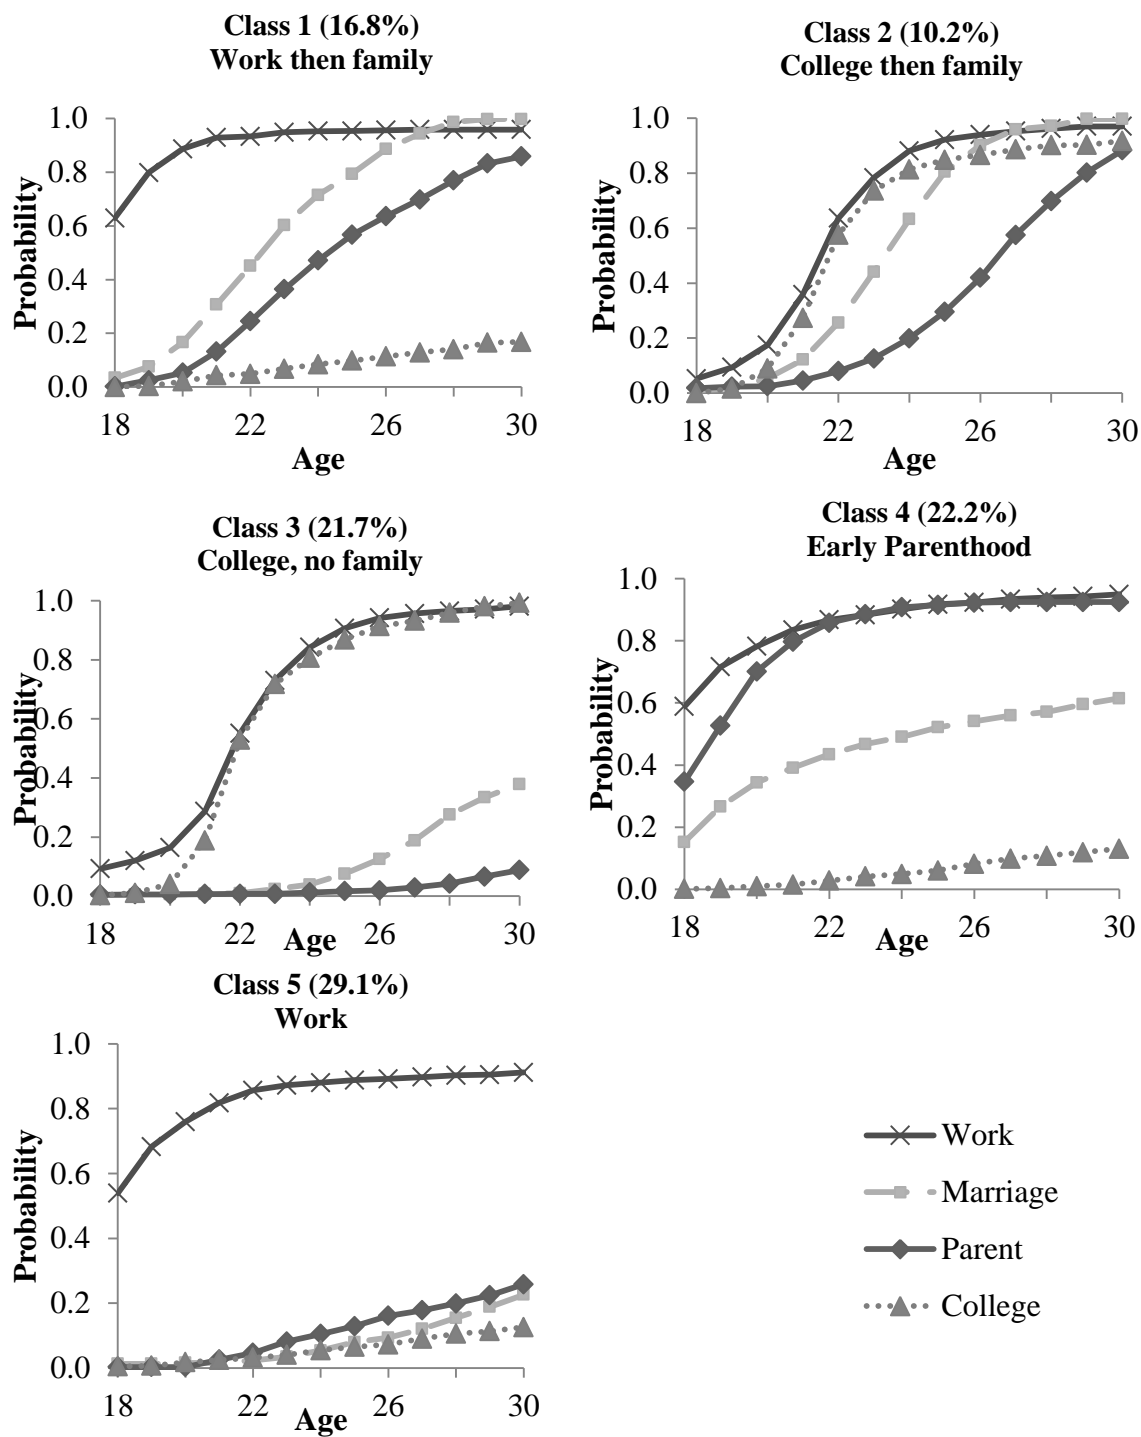 Class 1 (16.8%)
Work then family
1.0
0.8
0.6
0.4
0.2
0.0
Probability
18
22
26
30
Age
Class 2 (10.2%)
College then family
1.0
0.8
0.6
0.4
0.2
0.0
Probability
18
22
26
30
Age
Class 3 (21.7%)
College, no family
1.0
0.8
0.6
0.4
0.2
0.0
Probability
18
22
26
30
Age
Class 4 (22.2%)
Early Parenthood
1.0
0.8
0.6
0.4
0.2
0.0
Probability
18
22
26
30
Age
Class 5 (29.1%)
Work
1.0
0.8
0.6
0.4
0.2
0.0
Probability
18
22
26
30
Age
Work
Marriage
Parent
College